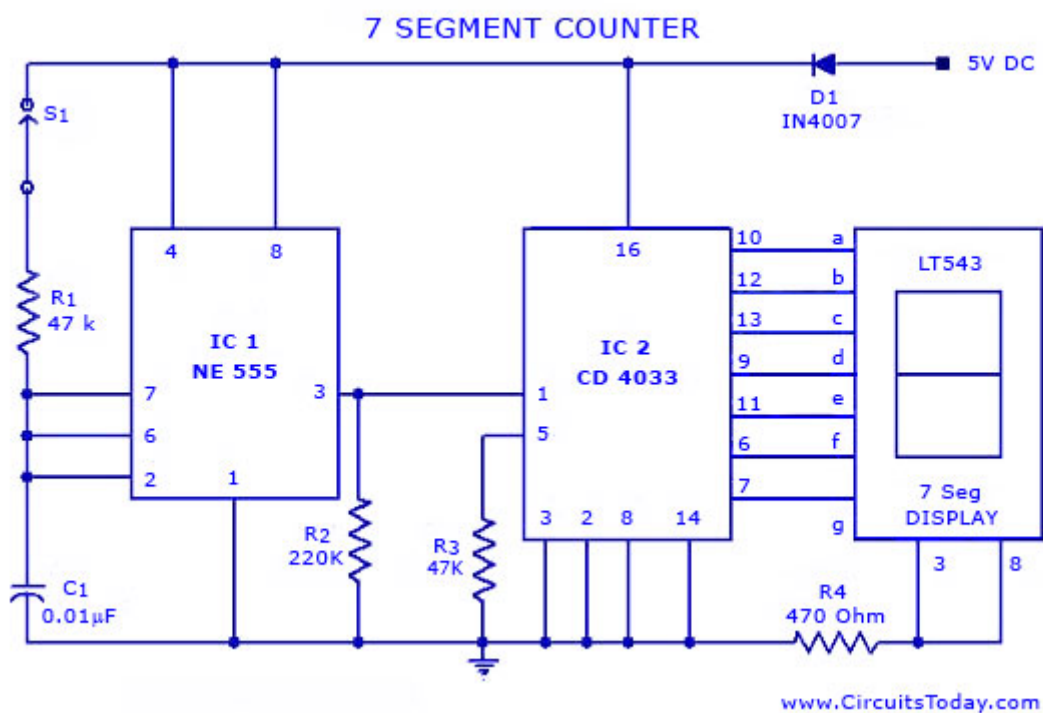 7 SEGMENT COUNTER
5V DC
D1
IN4007
S1
4
8
16
10
a
LT543
12
b
R1
47 k
13
c
IC 1
NE 555
IC 2
CD 4033
9
d
7
3
1
11
e
6
5
6
f
2
1
7
7 Seg
DISPLAY
3
2
8
14
g
R2
220K
R3
47K
3
8
C1
0.01µF
R4
470 Ohm
www.CircuitsToday.com